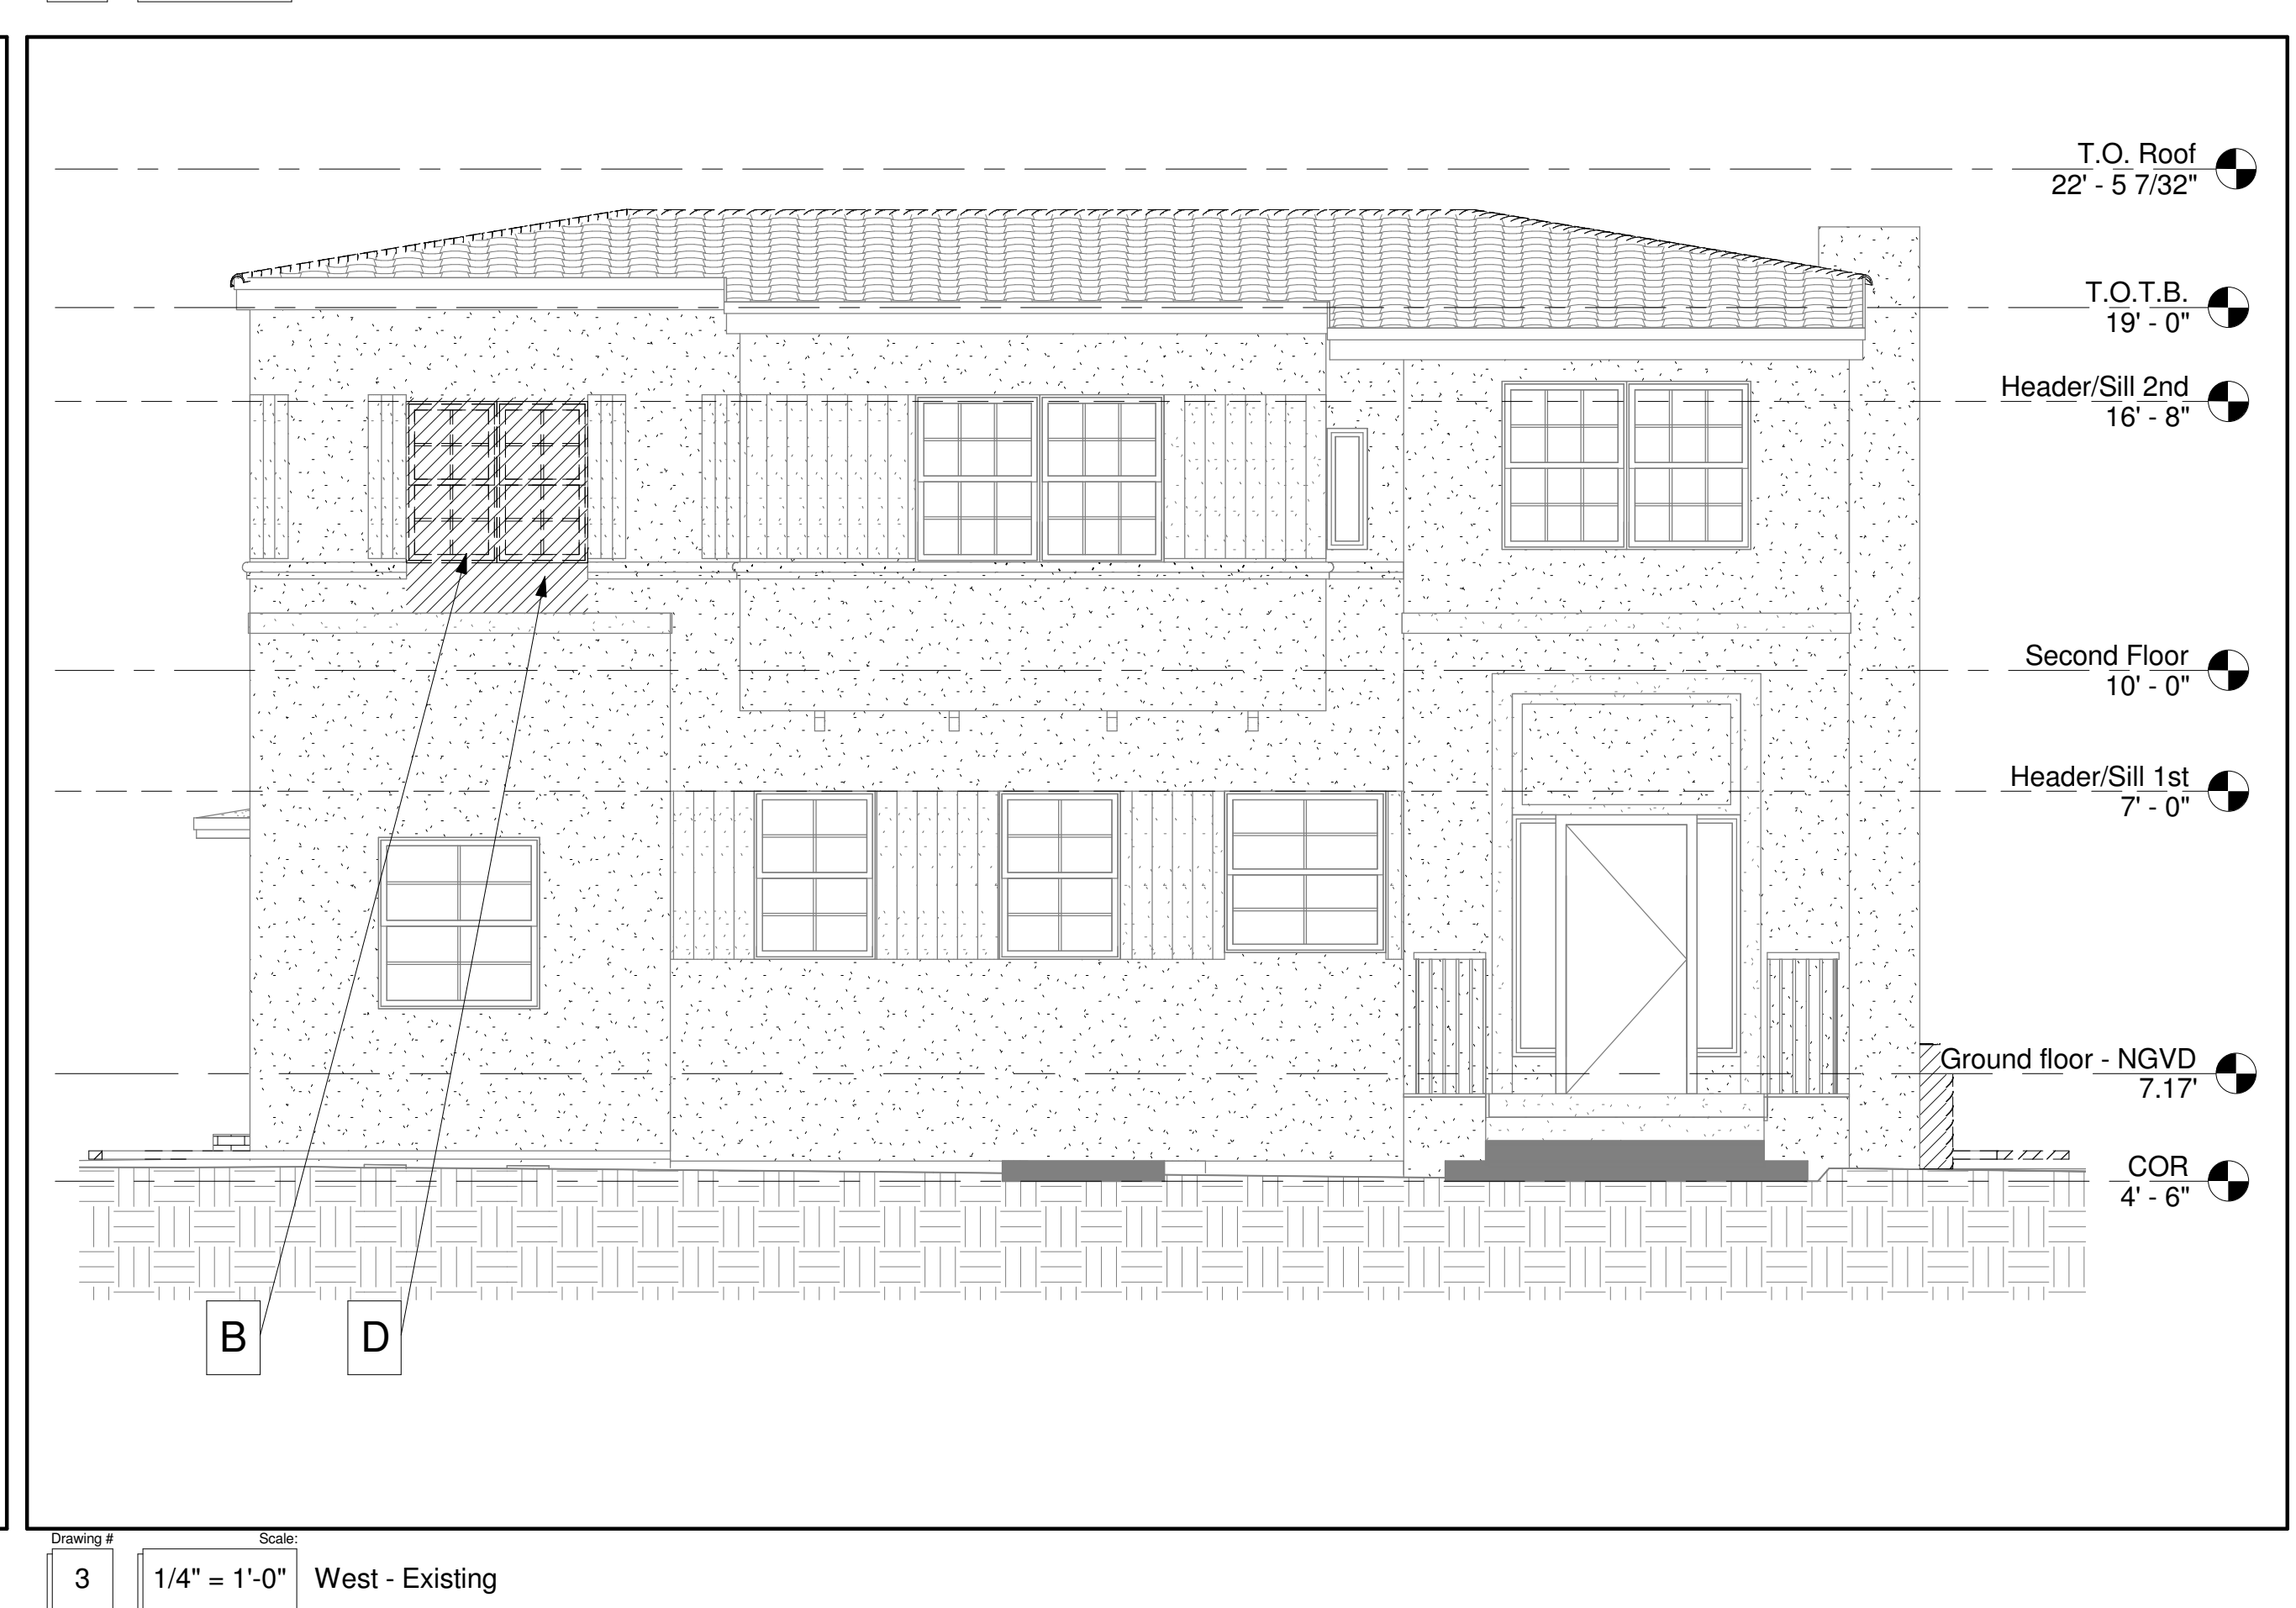 T.O. Roof
22' - 5 7/32"
T.O.T.B.
19' - 0"
Header/Sill 2nd
16' - 8"
Second Floor
10' - 0"
Header/Sill 1st
7' - 0"
Ground floor - NGVD
7.17'
COR
4' - 6"
B
D
Drawing #
Scale:
3
1/4" = 1'-0"
West - Existing